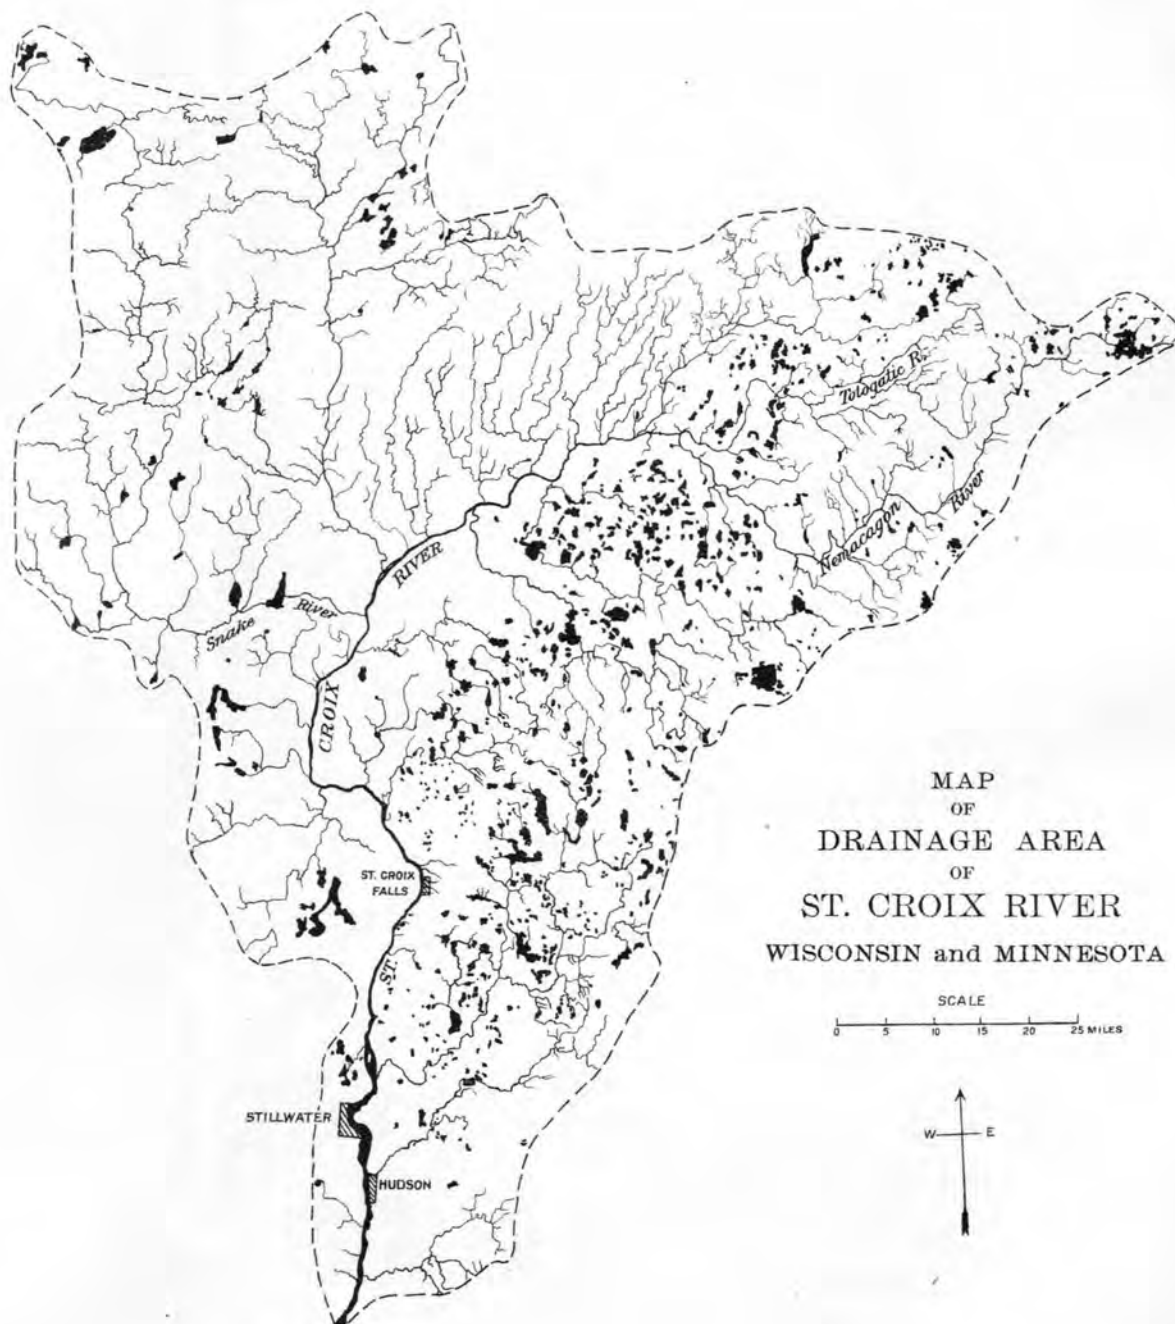 Totogatic R.
Nemacagon River
RIVER
Snake River
CROIX
ST. CROIX
FALLS
ST.
STILLWATER
HUDSON
MAP
OF
DRAINAGE AREA
OF
ST. CROIX RIVER
WISCONSIN and MINNESOTA
SCALE
0 5 10 15 20 25 MILES
W E